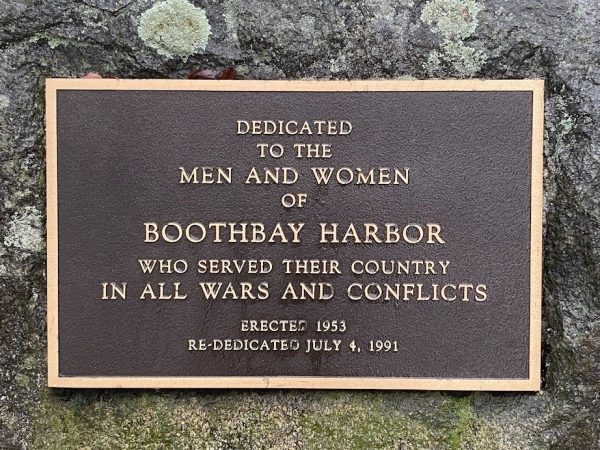 DEDICATED
TO THE
MEN AND WOMEN
OF
BOOTHBAY HARBOR
WHO SERVED THEIR COUNTRY
IN ALL WARS AND CONFLICTS
ERECTED 1953
RE-DEDICATED JULY 4, 1991